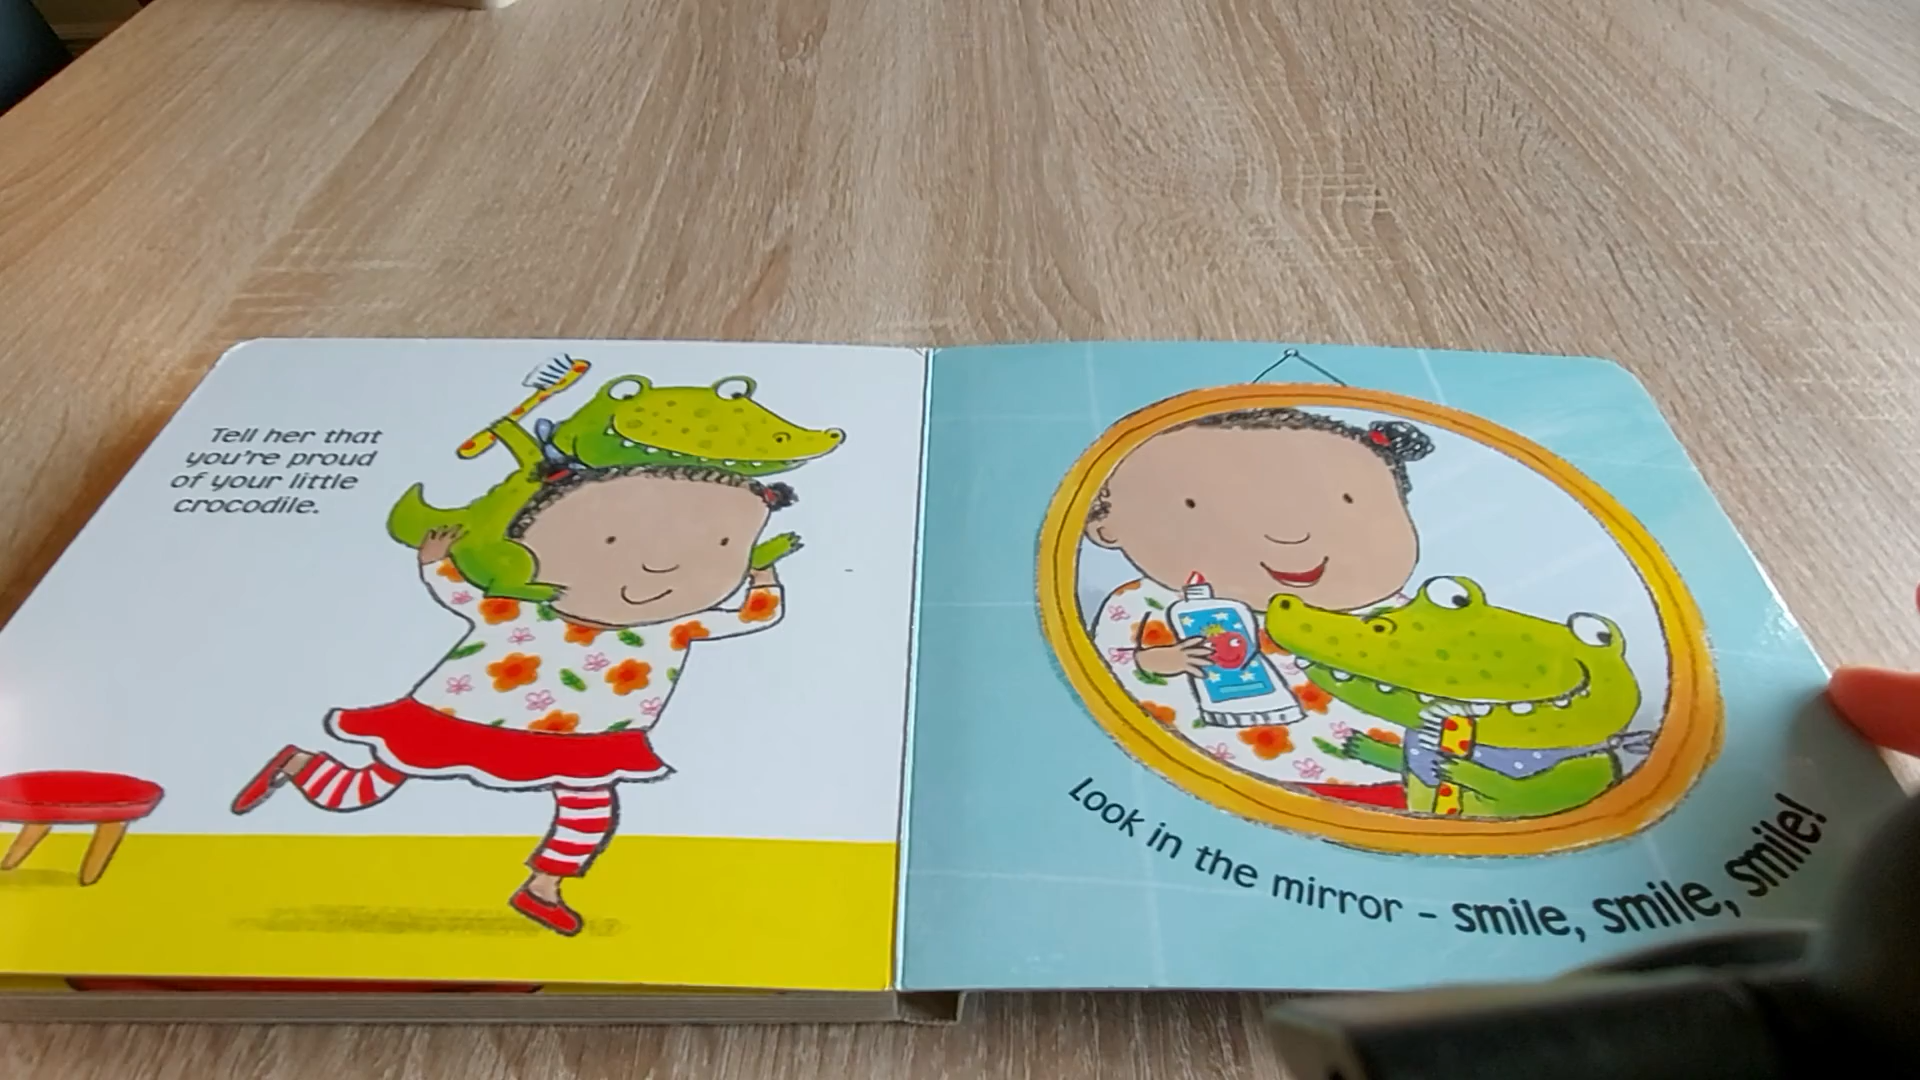 Tell her that
you're proud
of your little
crocodile.
Look in the mirror – smile, smile, smile!